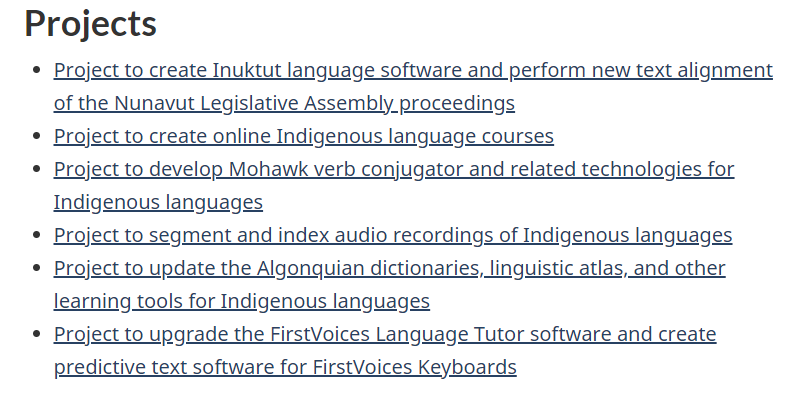 Projects
• Project to create Inuktut language software and perform new text alignment
of the Nunavut Legislative Assembly proceedings
• Project to create online Indigenous language courses
• Project to develop Mohawk verb conjugator and related technologies for
Indigenous languages
• Project to segment and index audio recordings of Indigenous languages
• Project to update the Algonquian dictionaries, linguistic atlas, and other
learning tools for Indigenous languages
• Project to upgrade the FirstVoices Language Tutor software and create
predictive text software for FirstVoices Keyboards